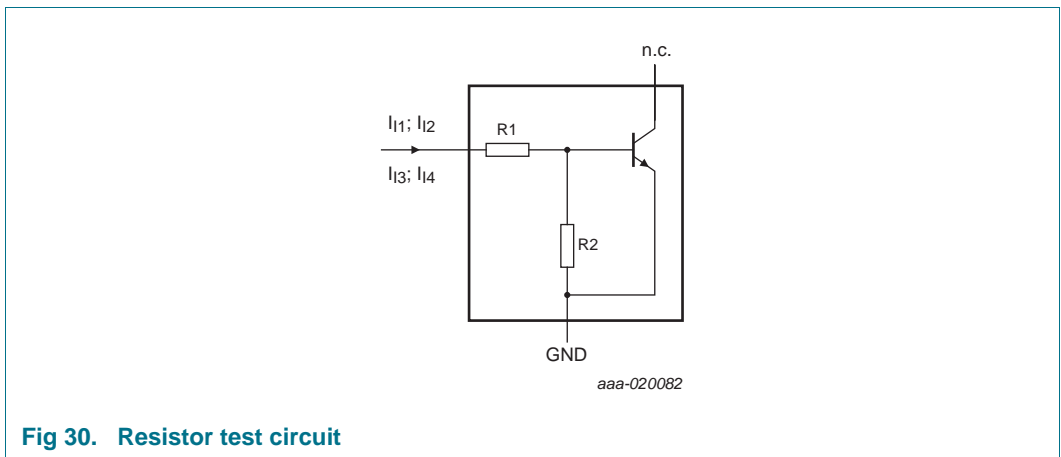 n.c.
II1; II2
R1
II3; II4
R2
GND
aaa-020082
Fig 30. Resistor test circuit